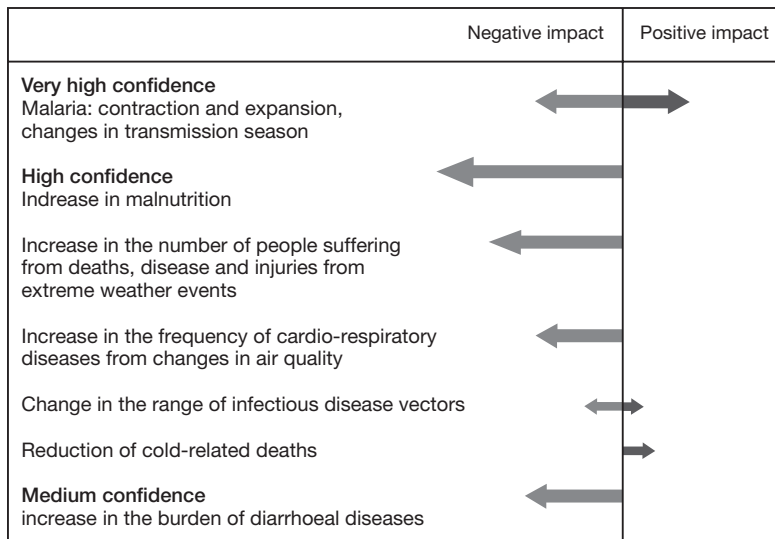 Negative impact Positive impact
Very high confidence
Malaria: contraction and expansion,
changes in transmission season
High confidence
Indrease in malnutrition
Increase in the number of people suffering
from deaths, disease and injuries from
extreme weather events
Increase in the frequency of cardio-respiratory
diseases from changes in air quality
Change in the range of infectious disease vectors
Reduction of cold-related deaths
Medium confidence
increase in the burden of diarrhoeal diseases